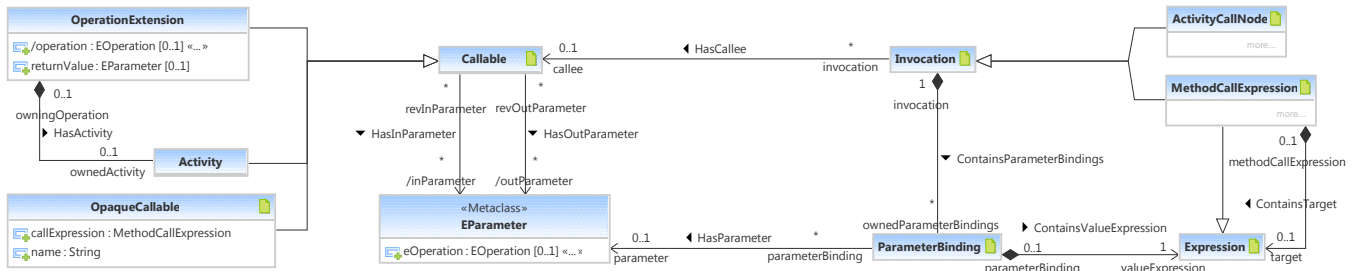 OperationExtension
/operation : EOperation [0..1] «... »
returnValue : EParameter [0..1]
0..1
owningOperation
HasActivity
0..1
ownedActivity
Activity
OpaqueCallable
callExpression : MethodCallExpression
name : String
Callable
0..1
callee
HasCallee
*
invocation
Invocation
*
revInParameter
*
revOutParameter
HasInParameter
HasOutParameter
*
/inParameter
*
/outParameter
«Metaclass»
EParameter
eOperation : EOperation [0..1] «... »
1
invocation
ContainsParameterBindings
*
ownedParameterBindings
0..1
parameter
HasParameter
*
parameterBinding
ParameterBinding
ContainsValueExpression
0..1
parameterBinding
1
valueExpression
Expression
ActivityCallNode
more...
MethodCallExpression
more...
0..1
methodCallExpression
ContainsTarget
0..1
target